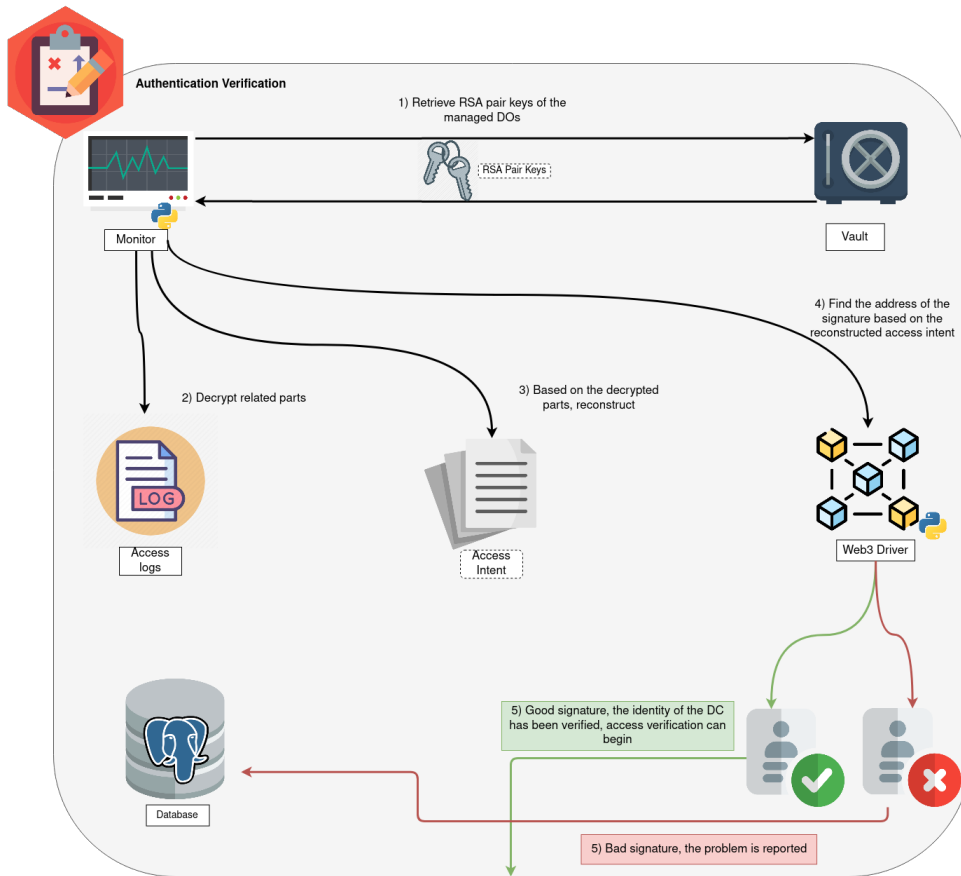 Authentication Verification
1) Retrieve RSA pair keys of the
managed DOs
RSA Pair Keys
Monitor
Vault
4) Find the address of the
signature based on the
reconstructed access intent
2) Decrypt related parts
3) Based on the decrypted
parts, reconstruct
LOG
Access
logs
Access
Intent
Web3 Driver
5) Good signature, the identity of the DC
has been verified, access verification can
begin
Database
5) Bad signature, the problem is reported